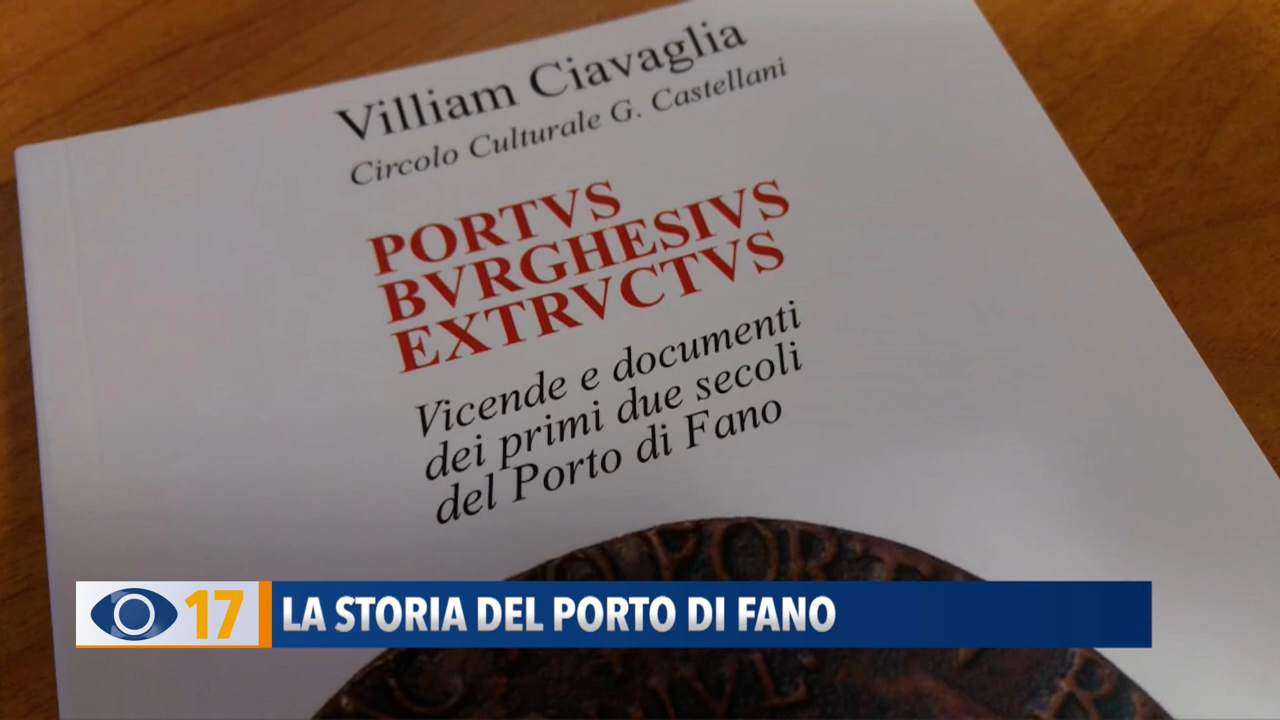 Villiam Ciavaglia
Circolo Culturale G. Castellani
PORTVS
BVRGHESIVS
EXTRVCTVS
Vicende e documenti
dei primi due secoli
del Porto di Fano
PORT
17 LA STORIA DEL PORTO DI FANO